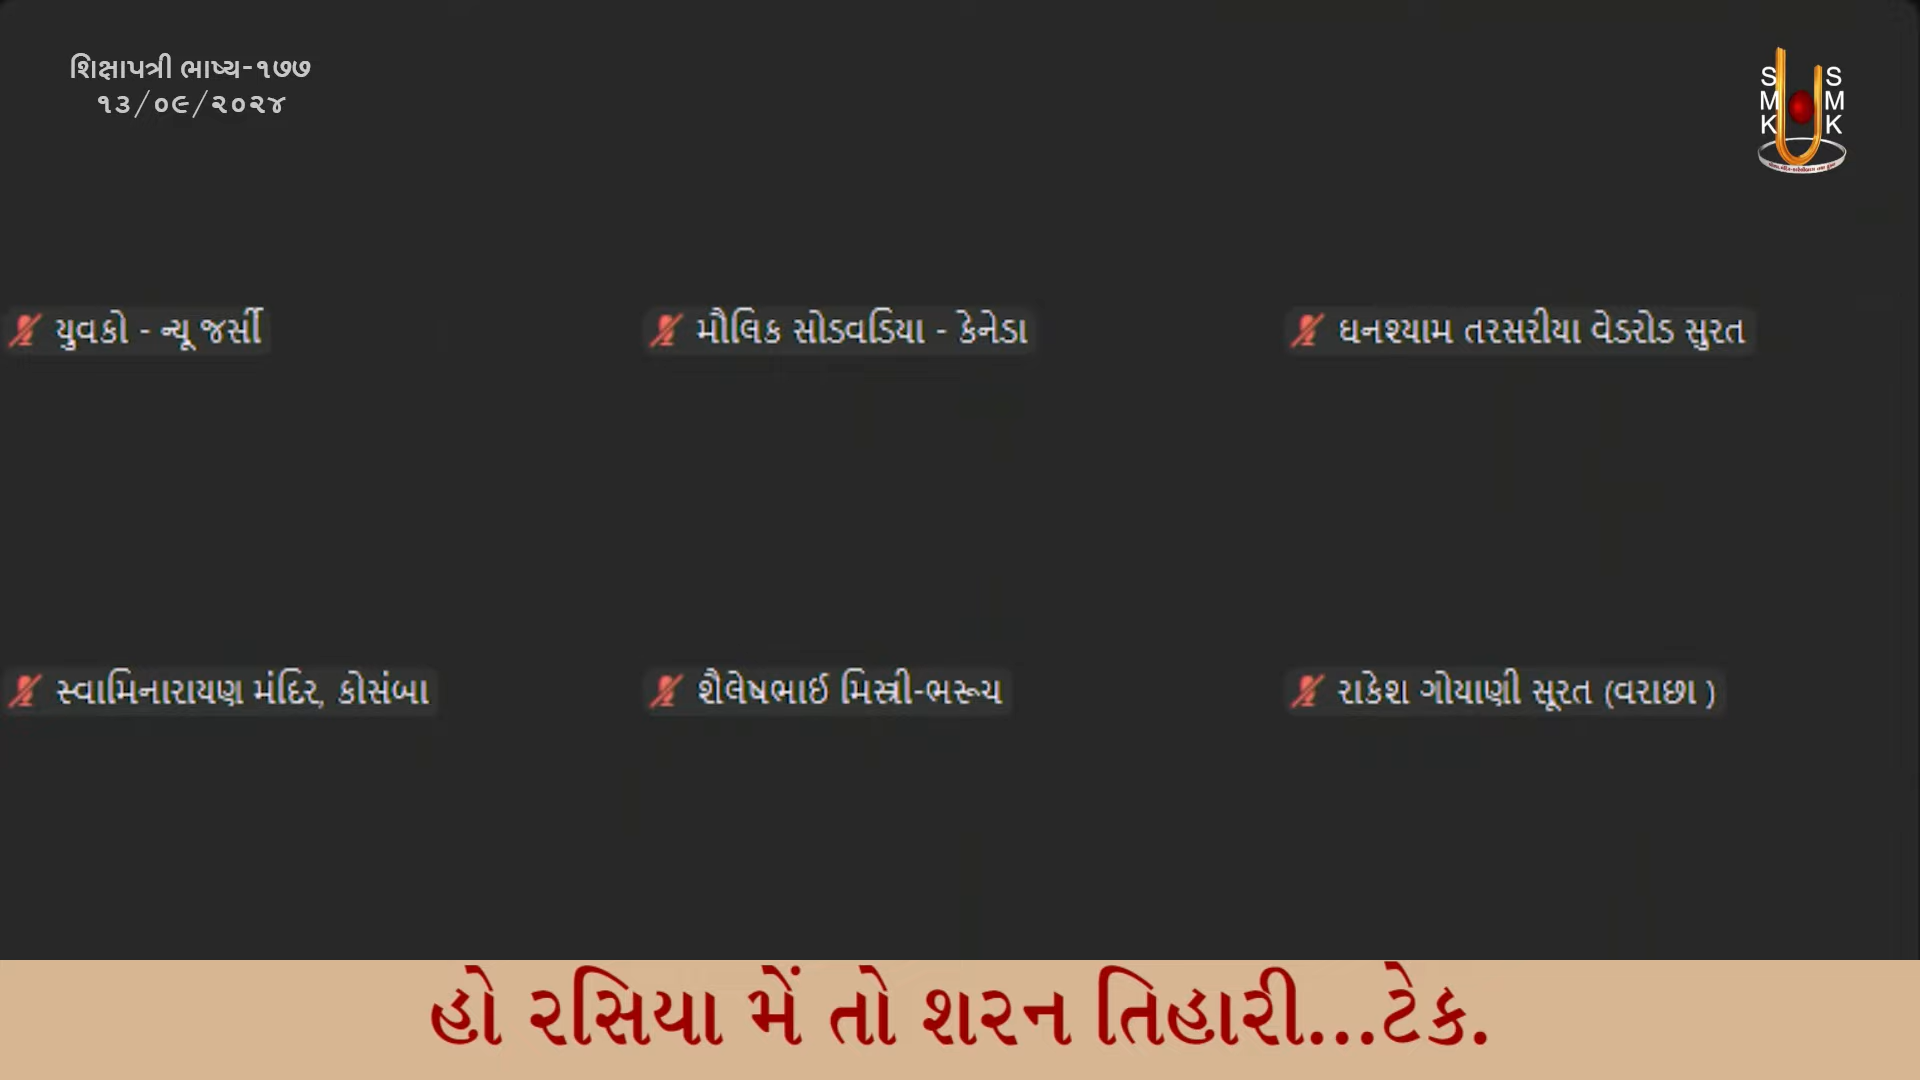 શિક્ષાપત્રી ભાષ્ય-૧૭૭
૧૩/૦૯/૨૦૨૪
S S
M M
K K
યુવકો - ન્યૂ જર્સી
મૌલિક સોડવડિયા - કેનેડા
ઘનશ્યામ તરસરીયા વેડરોડ સુરત
સ્વામિનારાયણ મંદિર, કોસંબા
શૈલેષભાઈ મિસ્ત્રી-ભરૂચ
રાકેશ ગોયાણી સૂરત (વરાછા )
હો રસિયા મેં તો શરન તિહારી...ટેક.